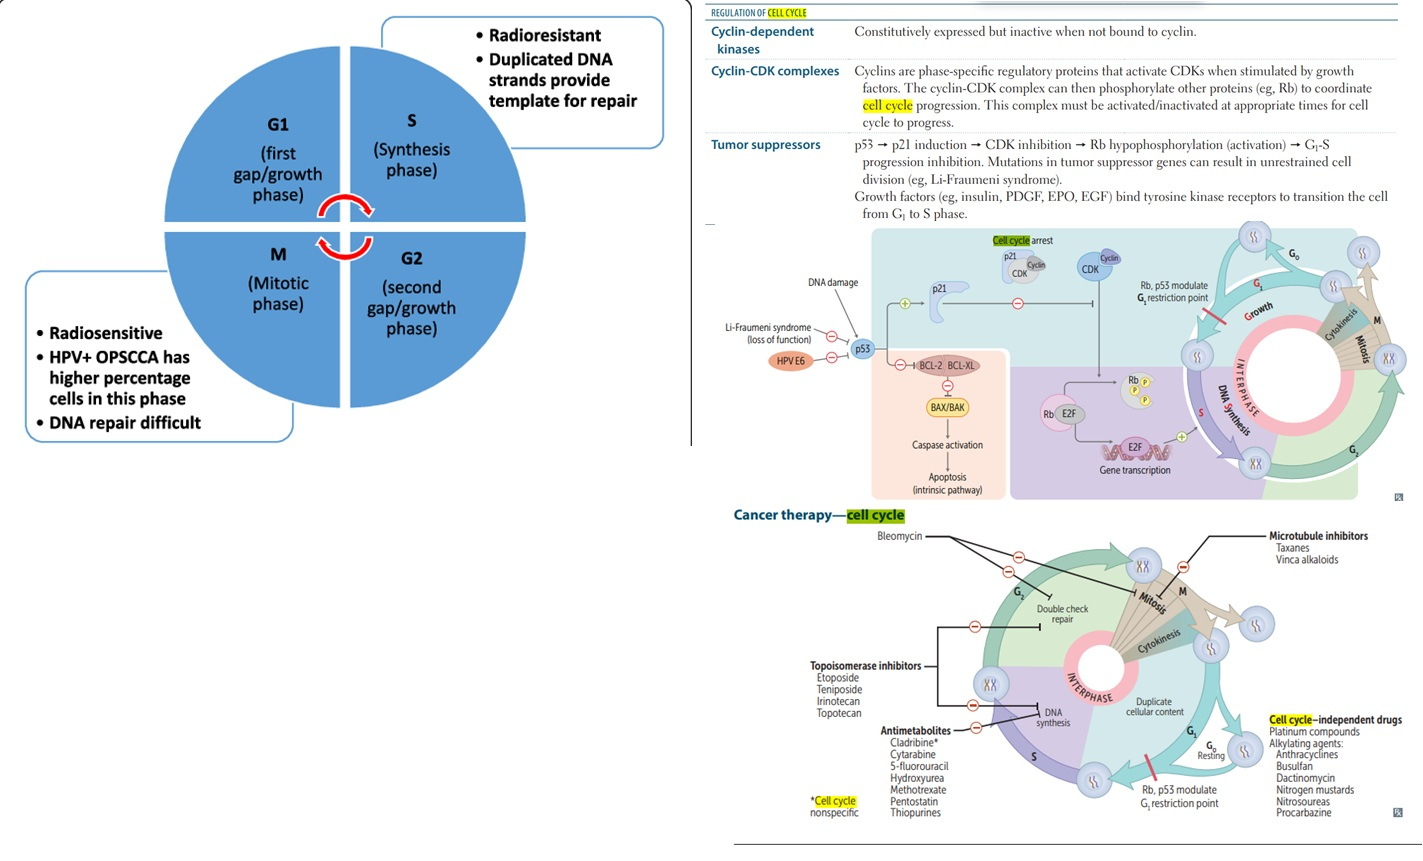 • Radioresistant
• Duplicated DNA
strands provide
template for repair
G1
(first
gap/growth
phase)
S
(Synthesis
phase)
M
(Mitotic
phase)
G2
(second
gap/growth
phase)
• Radiosensitive
• HPV+ OPSCCA has
higher percentage
cells in this phase
• DNA repair difficult
REGULATION OF CELL CYCLE
Cyclin-dependent
kinases
Constitutively expressed but inactive when not bound to cyclin.
Cyclin-CDK complexes
Cyclins are phase-specific regulatory proteins that activate CDKs when stimulated by growth
factors. The cyclin-CDK complex can then phosphorylate other proteins (eg, Rb) to coordinate
cell cycle progression. This complex must be activated/inactivated at appropriate times for cell
cycle to progress.
Tumor suppressors
p53 → p21 induction → CDK inhibition → Rb hypophosphorylation (activation) → G1-S
progression inhibition. Mutations in tumor suppressor genes can result in unrestrained cell
division (eg, Li-Fraumeni syndrome).
Growth factors (eg, insulin, PDGF, EPO, EGF) bind tyrosine kinase receptors to transition the cell
from G1 to S phase.
Cell cycle arrest
p21
CDK
Cyclin
CDK
Cyclin
DNA damage
p21
Li-Fraumeni syndrome
(loss of function)
p53
HPV E6
BCL-2 BCL-XL
BAX/BAK
Caspase activation
Apoptosis
(intrinsic pathway)
Rb
P
P
P
Rb
E2F
E2F
Gene transcription
Rb, p53 modulate
G1 restriction point
G0
G1
Growth
Cytokinesis
M
Mitosis
INTERPHASE
DNA Synthesis
S
G2
Rx
Cancer therapy—cell cycle
Bleomycin
Microtubule inhibitors
Taxanes
Vinca alkaloids
G2
Double check
repair
Mitosis
M
Cytokinesis
INTERPHASE
Topoisomerase inhibitors
Etoposide
Teniposide
Irinotecan
Topotecan
DNA
synthesis
Duplicate
cellular content
Antimetabolites
Cladribine*
Cytarabine
5-fluorouracil
Hydroxyurea
Methotrexate
Pentostatin
Thiopurines
S
G1
G0
Resting
Rb, p53 modulate
G1 restriction point
Cell cycle–independent drugs
Platinum compounds
Alkylating agents:
Anthracyclines
Busulfan
Dactinomycin
Nitrogen mustards
Nitrosoureas
Procarbazine
*Cell cycle
nonspecific
Rx